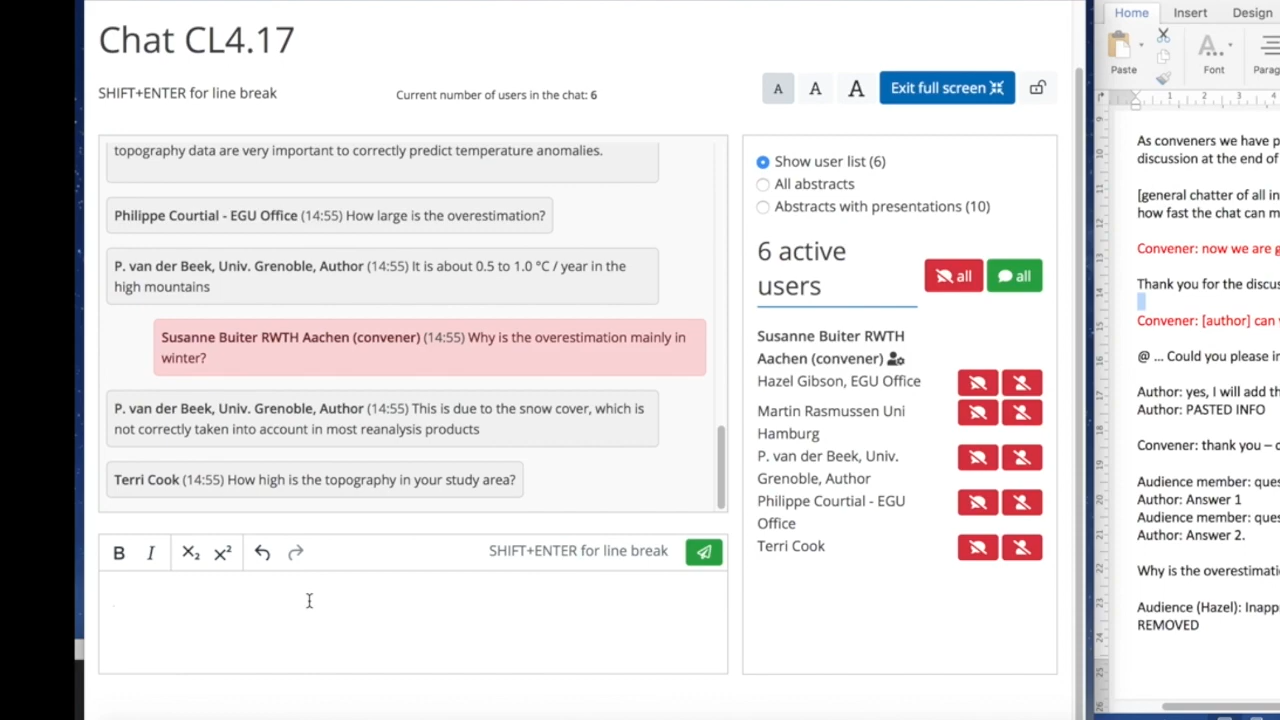 Chat CL4.17
SHIFT+ENTER for line break
Current number of users in the chat: 6
A A A
Exit full screen
topography data are very important to correctly predict temperature anomalies.
Philippe Courtial - EGU Office (14:55) How large is the overestimation?
P. van der Beek, Univ. Grenoble, Author (14:55) It is about 0.5 to 1.0 °C / year in the
high mountains
Susanne Buiter RWTH Aachen (convener) (14:55) Why is the overestimation mainly in
winter?
P. van der Beek, Univ. Grenoble, Author (14:55) This is due to the snow cover, which is
not correctly taken into account in most reanalysis products
Terri Cook (14:55) How high is the topography in your study area?
B I X₂ X²
SHIFT+ENTER for line break
Show user list (6)
All abstracts
Abstracts with presentations (10)
6 active
users
all
all
Susanne Buiter RWTH
Aachen (convener)
Hazel Gibson, EGU Office
Martin Rasmussen Uni
Hamburg
P. van der Beek, Univ.
Grenoble, Author
Philippe Courtial - EGU
Office
Terri Cook
Home Insert Design
Paste Font Parag
1 2 3 4
As conveners we have p
discussion at the end of
[general chatter of all in
how fast the chat can m
Convener: now we are g
Thank you for the discus
Convener: [author] can
@ ... Could you please in
Author: yes, I will add th
Author: PASTED INFO
Convener: thank you – c
Audience member: ques
Author: Answer 1
Audience member: ques
Author: Answer 2.
Why is the overestimati
Audience (Hazel): Inapp
REMOVED